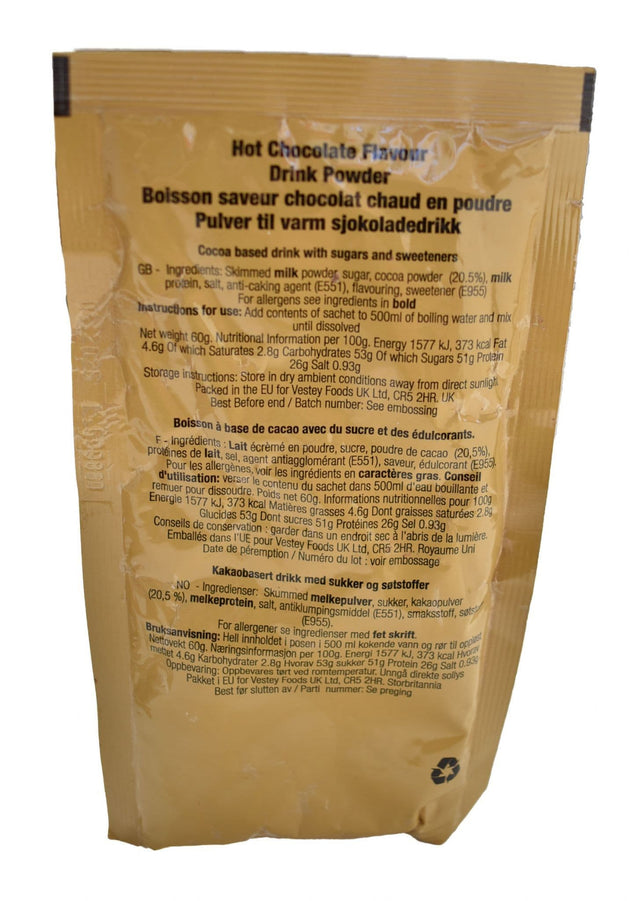 Hot Chocolate Flavour
Drink Powder
Boisson saveur chocolat chaud en poudre
Pulver til varm sjokoladedrikk
Cocoa based drink with sugars and sweeteners
GB - Ingredients: Skimmed milk powder, sugar, cocoa powder (20.5%), milk
protein, salt, anti-caking agent (E551), flavouring, sweetener (E955)
For allergens see ingredients in bold
Instructions for use: Add contents of sachet to 500ml of boiling water and mix
until dissolved
Net weight 60g. Nutritional Information per 100g. Energy 1577 kJ, 373 kcal Fat
4.6g Of which Saturates 2.8g Carbohydrates 53g Of which Sugars 51g Protein
26g Salt 0.93g
Storage instructions: Store in dry ambient conditions away from direct sunlight
Packed in the EU for Vestey Foods UK Ltd, CR5 2HR, UK
Best Before end / Batch number: See embossing
Boisson à base de cacao avec du sucre et des édulcorants.
F - Ingrédients : Lait écrèmé en poudre, sucre, poudre de cacao (20,5%),
protéines de lait, sel, agent antiagglomérant (E551), saveur, édulcorant (E955)
Pour les allergènes, voir les ingrédients en caractères gras. Conseil
d'utilisation: verser le contenu du sachet dans 500ml d'eau bouillante et
remuer pour dissoudre. Poids net 60g. Informations nutritionnelles pour 100g
Energie 1577 kJ, 373 kcal Matières grasses 4.6g Dont graisses saturées 2.8g
Glucides 53g Dont sucres 51g Protéines 26g Sel 0.93g
Conseils de conservation : garder dans un endroit sec à l'abris de la lumière.
Emballés dans l'UE pour Vestey Foods UK Ltd, CR5 2HR. Royaume Uni
Date de péremption / Numéro du lot : voir embossage
Kakaobasert drikk med sukker og søtstoffer
NO - Ingredienser: Skummed melkepulver, sukker, kakaopulver
(20,5 %), melkeprotein, salt, antiklumpingsmiddel (E551), smaksstoff,
(E955).
For allergener se ingredienser med fet skrift.
Bruksanvisning: Hell innholdet i posen i 500 ml kokende vann og rør til oppløst.
Nettovekt 60g. Næringsinformasjon per 100g. Energi 1577 kJ, 373 kcal Hvorav
mettet 4.6g Karbohydrater 2.8g Hvorav 53g sukker 51g Protein 26g Salt 0.93g
Oppbevaring: Oppbevares tørt ved romtemperatur. Unngå direkte sollys
Pakket i EU for Vestey Foods UK Ltd, CR5 2HR. Storbritannia
Best før slutten av / Parti nummer: Se preging